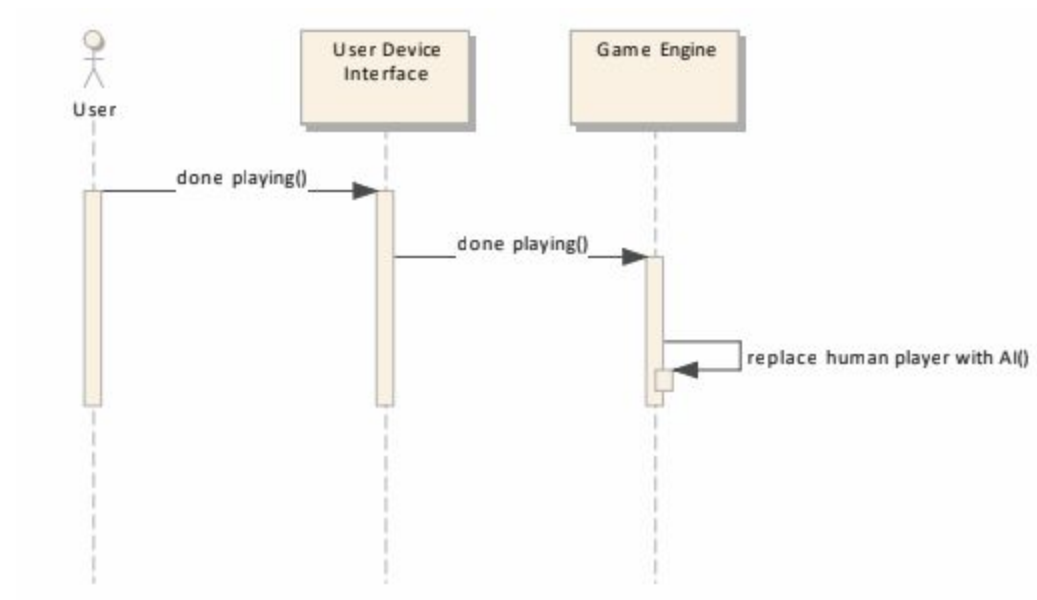 User
User Device
Interface
Game Engine
done playing()
done playing()
replace human player with AI()